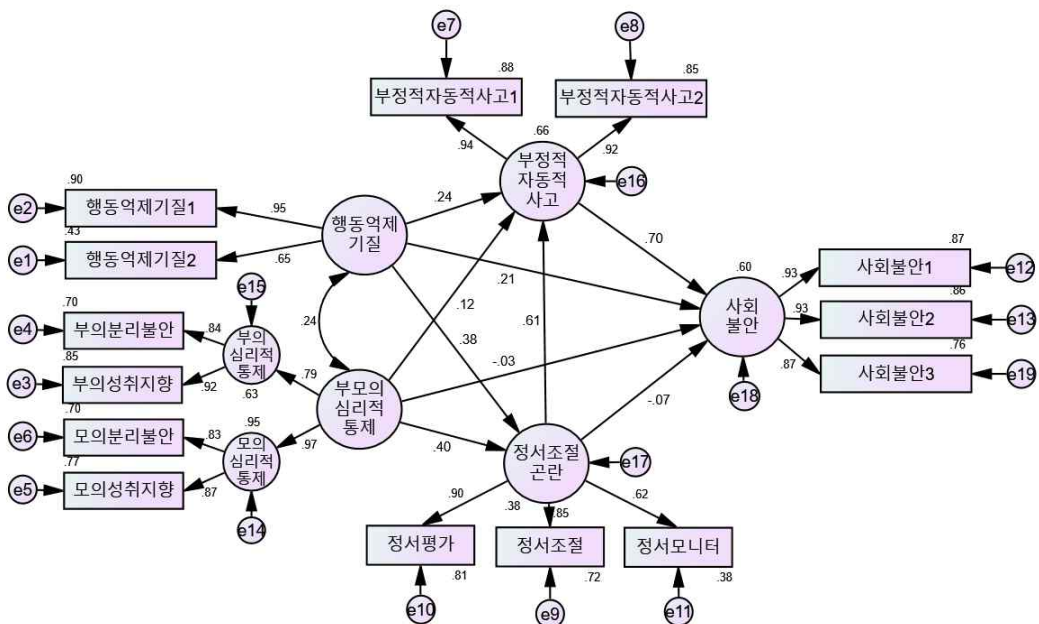 e7
e8
.88
.85
부정적자동적사고1
부정적자동적사고2
.66
.94
.92
부정적
자동적
사고
e16
.90
e2
행동억제기질1
.95
.24
행동억제
기질
.43
e1
행동억제기질2
.65
.70
.21
.87
사회불안1
e12
.60
.93
사회
불안
.86
.93
사회불안2
e13
.76
.87
사회불안3
e19
e18
e15
.70
e4
부의분리불안
.84
부의
심리적
통제
.24
.12
.61
.38
-.03
.85
e3
부의성취지향
.92
.63
.79
부모의
심리적
통제
-.07
.70
e6
모의분리불안
.83
.95
모의
심리적
통제
.97
.40
정서조절
곤란
e17
.77
e5
모의성취지향
.87
e14
.90
.38
.85
.62
정서평가
정서조절
정서모니터
.81
.72
.38
e10
e9
e11